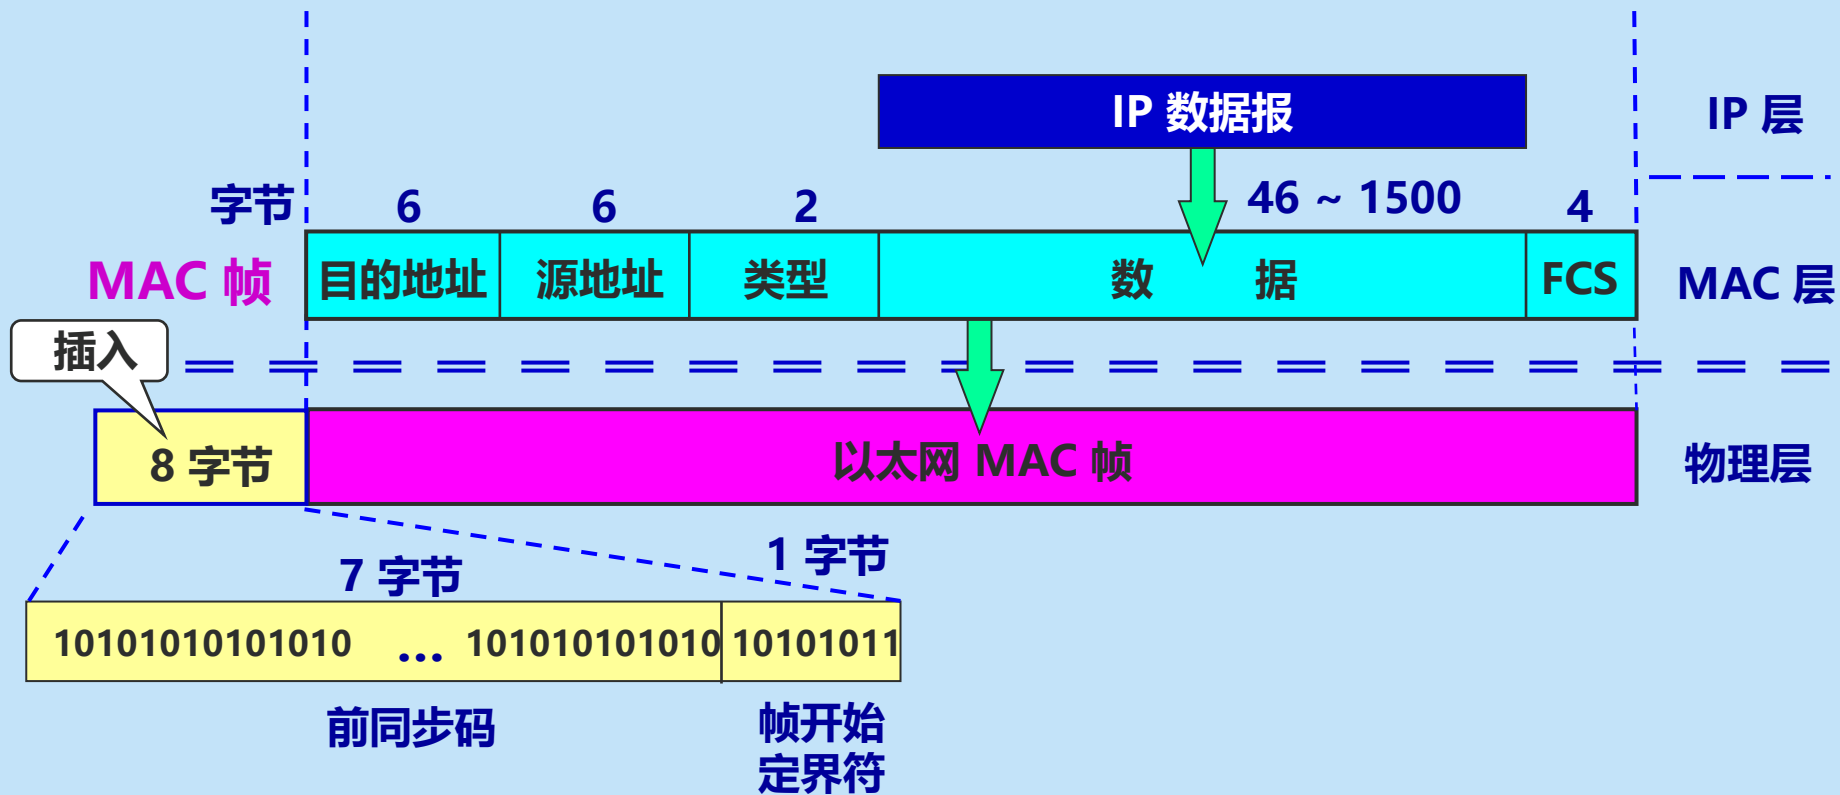 IP 数据报
IP 层
字节 6 6 2 46 ~ 1500 4
MAC 帧 目的地址 源地址 类型 数 据 FCS MAC 层
插入
8 字节 以太网 MAC 帧 物理层
7 字节 1 字节
10101010101010 … 101010101010 10101011
前同步码 帧开始
定界符